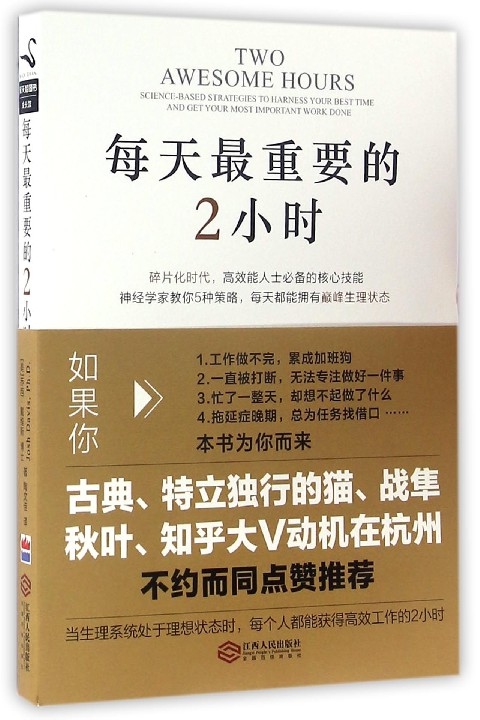 TWO
AWESOME HOURS
SCIENCE-BASED STRATEGIES TO HARNESS YOUR BEST TIME
AND GET YOUR MOST IMPORTANT WORK DONE
每天最重要的
2小时
碎片化时代，高效能人士必备的核心技能
神经学家教你5种策略，每天都能拥有巅峰生理状态
如果你
1.工作做不完，累成加班狗
2.一直被打断，无法专注做好一件事
3.忙了一整天，却想不起做了什么
4.拖延症晚期，总为任务找借口……
本书为你而来
古典、特立独行的猫、战隼
秋叶、知乎大V动机在杭州
不约而同点赞推荐
当生理系统处于理想状态时，每个人都能获得高效工作的2小时
江西人民出版社
每天最重要的2小时
江西人民出版社